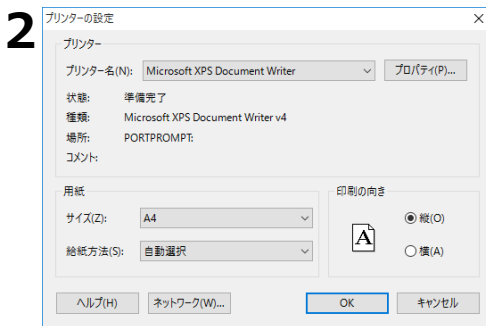 2
プリンターの設定
プリンター
プリンター名(N): Microsoft XPS Document Writer プロパティ(P)...
状態: 準備完了
種類: Microsoft XPS Document Writer v4
場所: PORTPROMPT:
コメント:
用紙
サイズ(Z): A4
給紙方法(S): 自動選択
印刷の向き
A
縦(O)
横(A)
ヘルプ(H) ネットワーク(W)... OK キャンセル